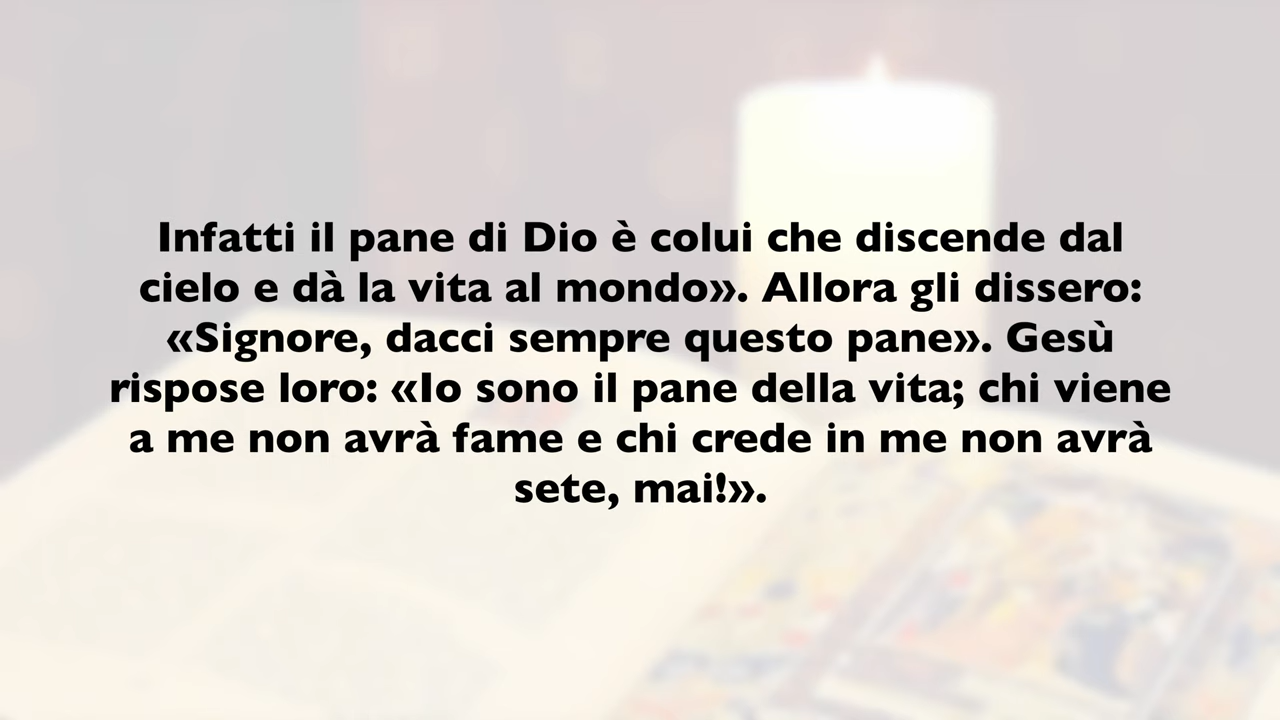 Infatti il pane di Dio è colui che discende dal
cielo e dà la vita al mondo». Allora gli dissero:
«Signore, dacci sempre questo pane». Gesù
rispose loro: «Io sono il pane della vita; chi viene
a me non avrà fame e chi crede in me non avrà
sete, mai!».